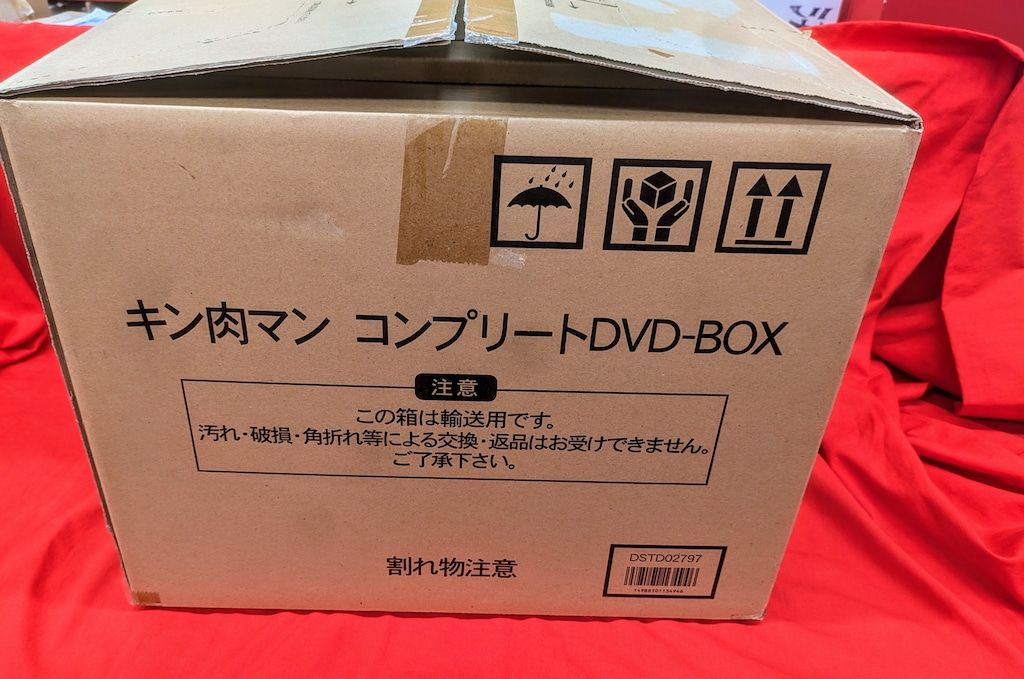 キン肉マン コンプリートDVD-BOX
注意
この箱は輸送用です。
汚れ・破損・角折れ等による交換・返品はお受けできません。
ご了承下さい。
割れ物注意
DSTD02797